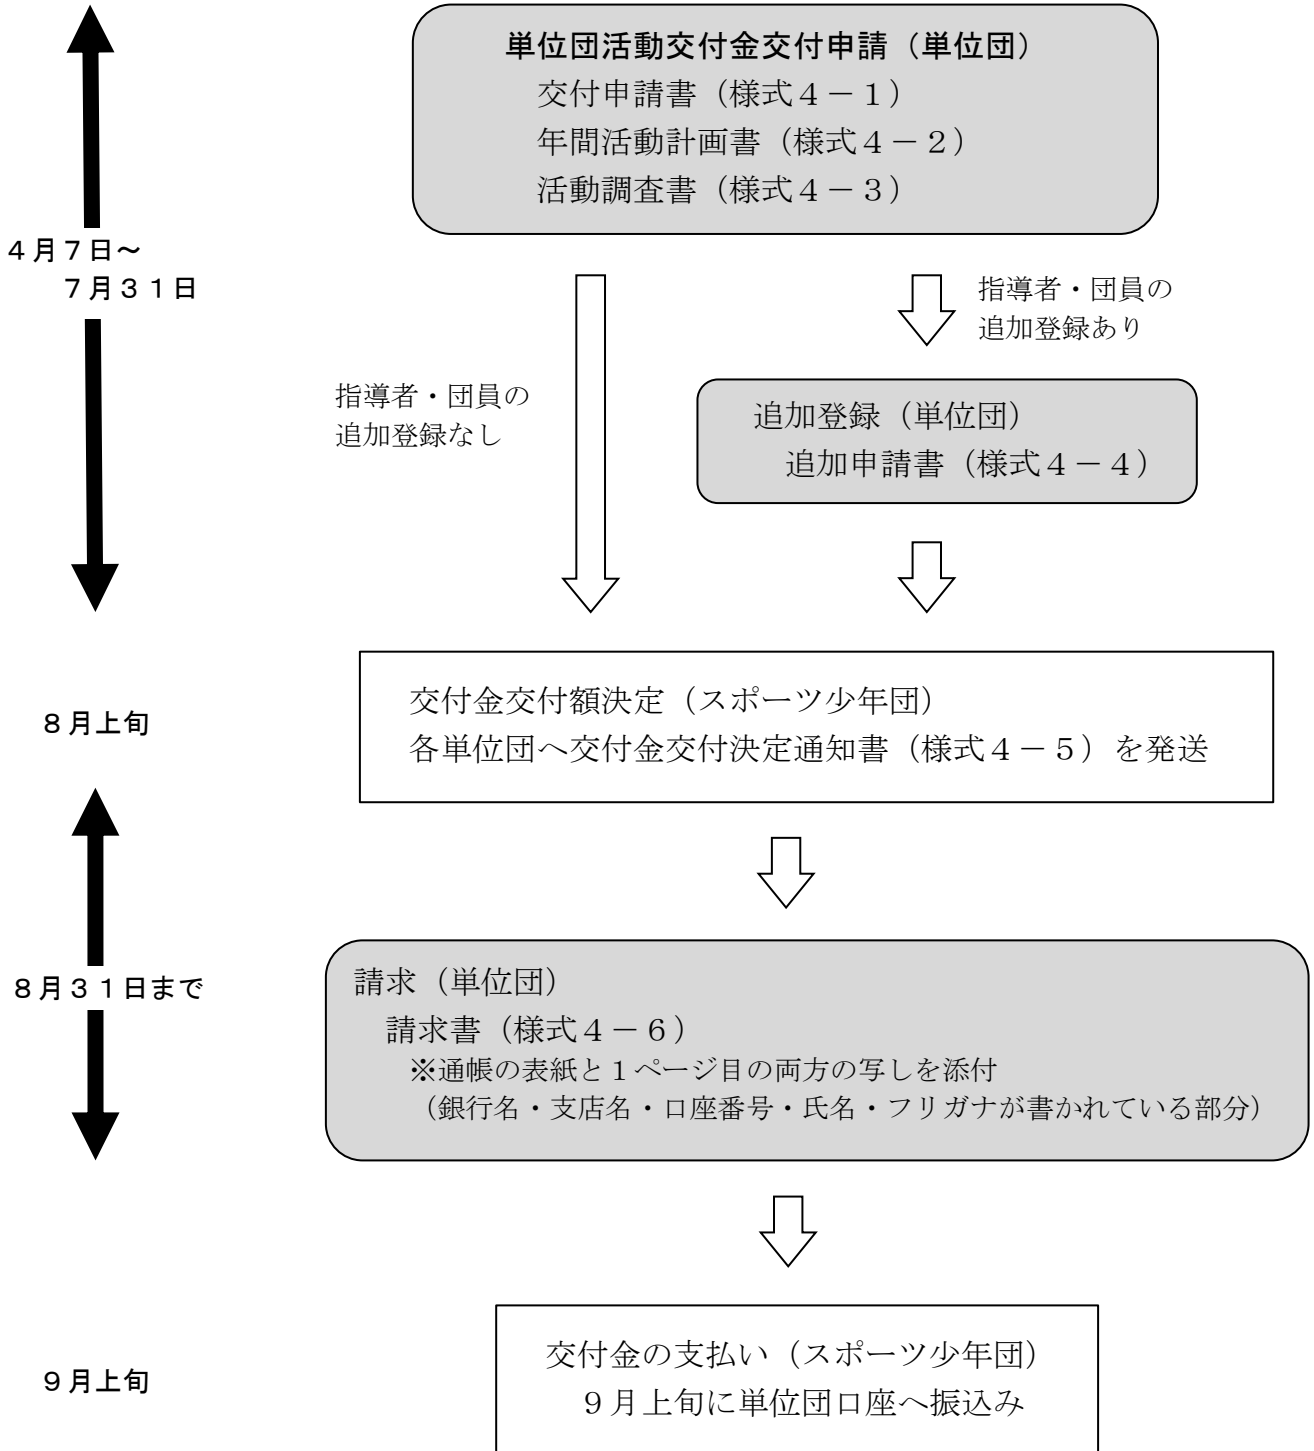 単位団活動交付金交付申請（単位団）
交付申請書（様式４－１）
年間活動計画書（様式４－２）
活動調査書（様式４－３）
４月７日～
７月３１日
指導者・団員の
追加登録あり
指導者・団員の
追加登録なし
追加登録（単位団）
追加申請書（様式４－４）
８月上旬
交付金交付額決定（スポーツ少年団）
各単位団へ交付金交付決定通知書（様式４－５）を発送
８月３１日まで
請求（単位団）
請求書（様式４－６）
※通帳の表紙と１ページ目の両方の写しを添付
（銀行名・支店名・口座番号・氏名・フリガナが書かれている部分）
９月上旬
交付金の支払い（スポーツ少年団）
９月上旬に単位団口座へ振込み